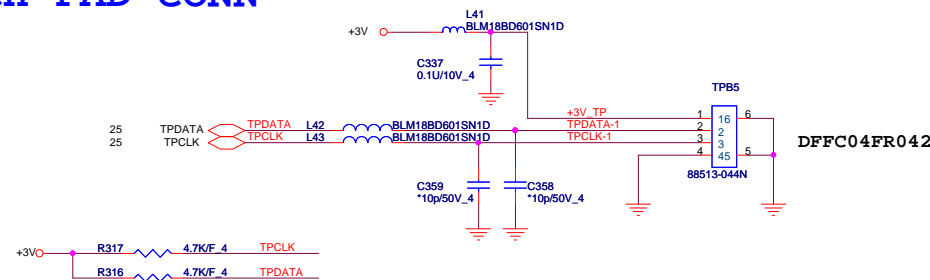 PAD CONN
L41
BLM18BD601SN1D
+3V
C337
0.1U/10V_4
TPB5
+3V_TP 1 16 6
25 TPDATA TPDATA L42 BLM18BD601SN1D TPDATA-1 2 2
25 TPCLK TPCLK L43 BLM18BD601SN1D TPCLK-1 3 3
DFFC04FR042
4 45 5
88513-044N
C359
*10p/50V_4
C358
*10p/50V_4
+3V R317 4.7K/F_4 TPCLK
R316 4.7K/F_4 TPDATA